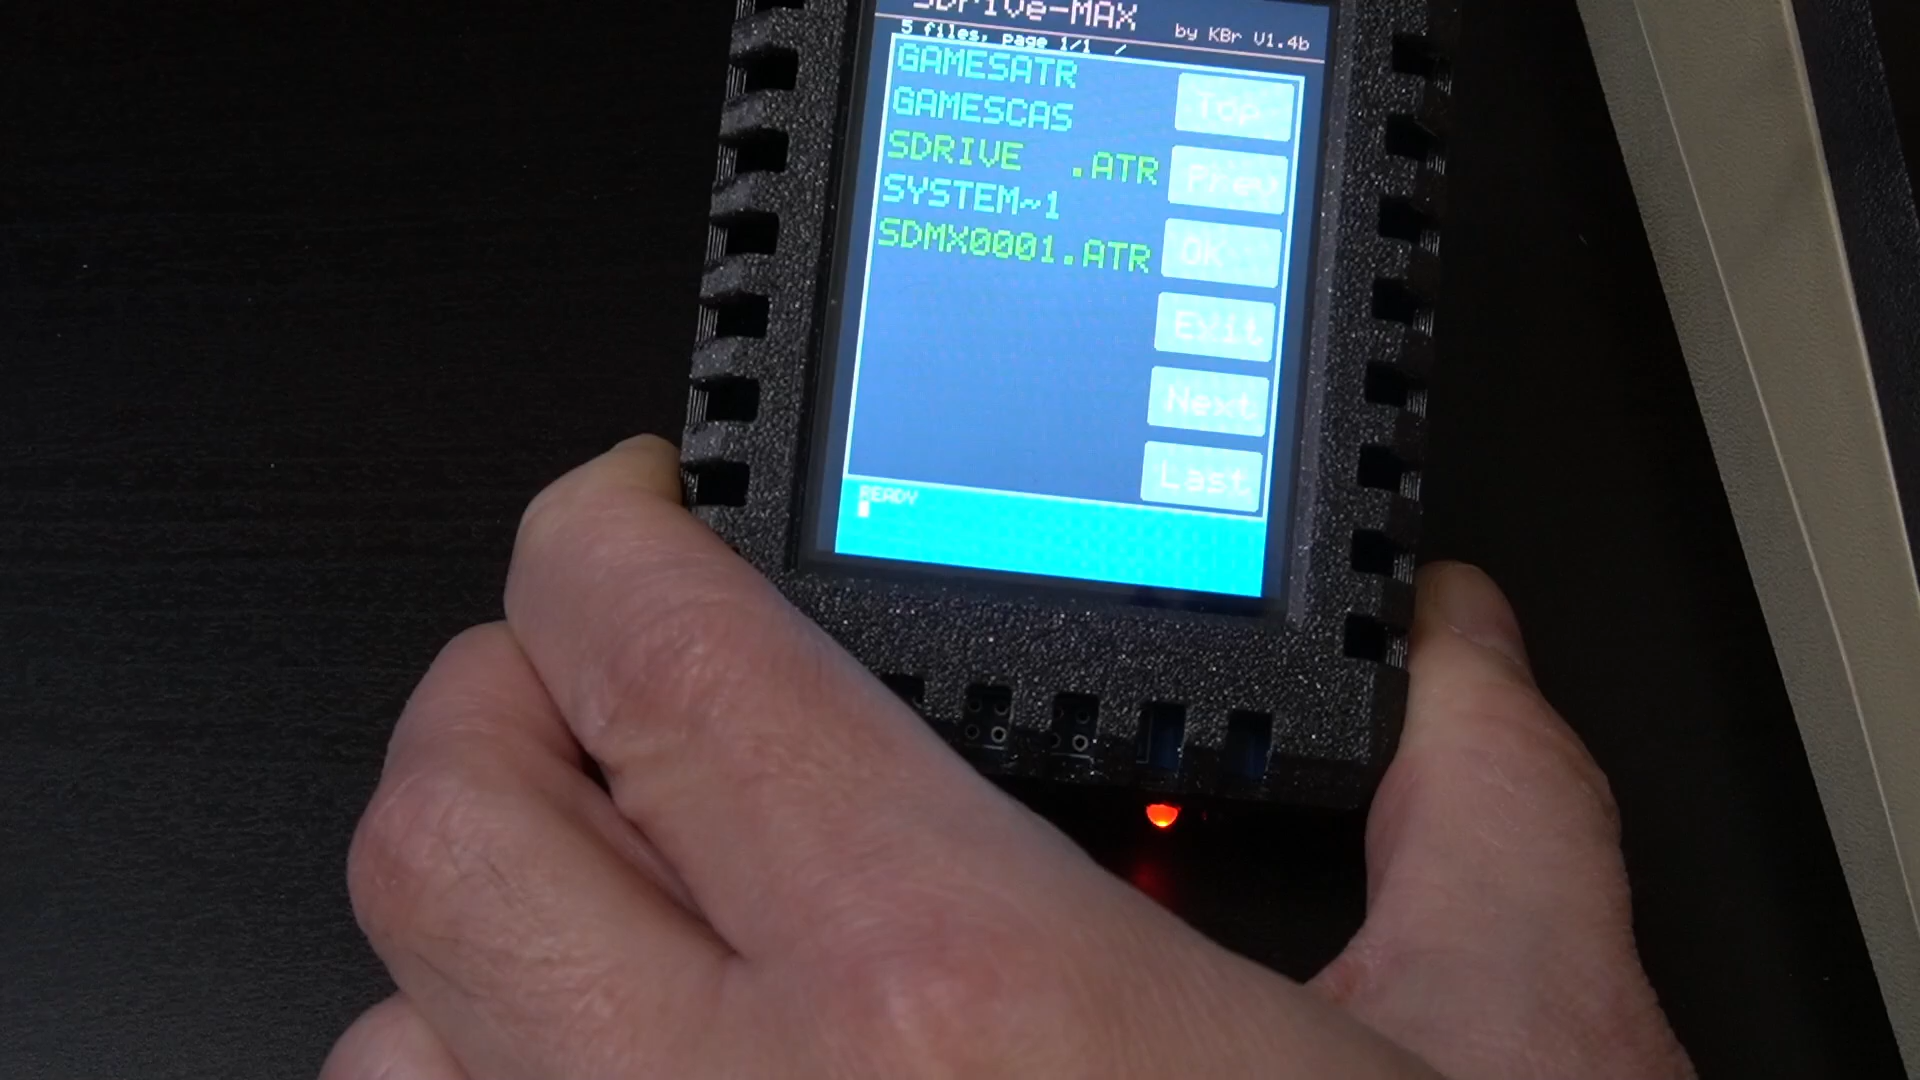 SDrive-MAX
by KBr V1.4b
5 files, page 1/1 /
GAMESATR
GAMESCAS
SDRIVE .ATR
SYSTEM~1
SDMX0001.ATR
Top
Prev
OK
Exit
Next
Last
READY